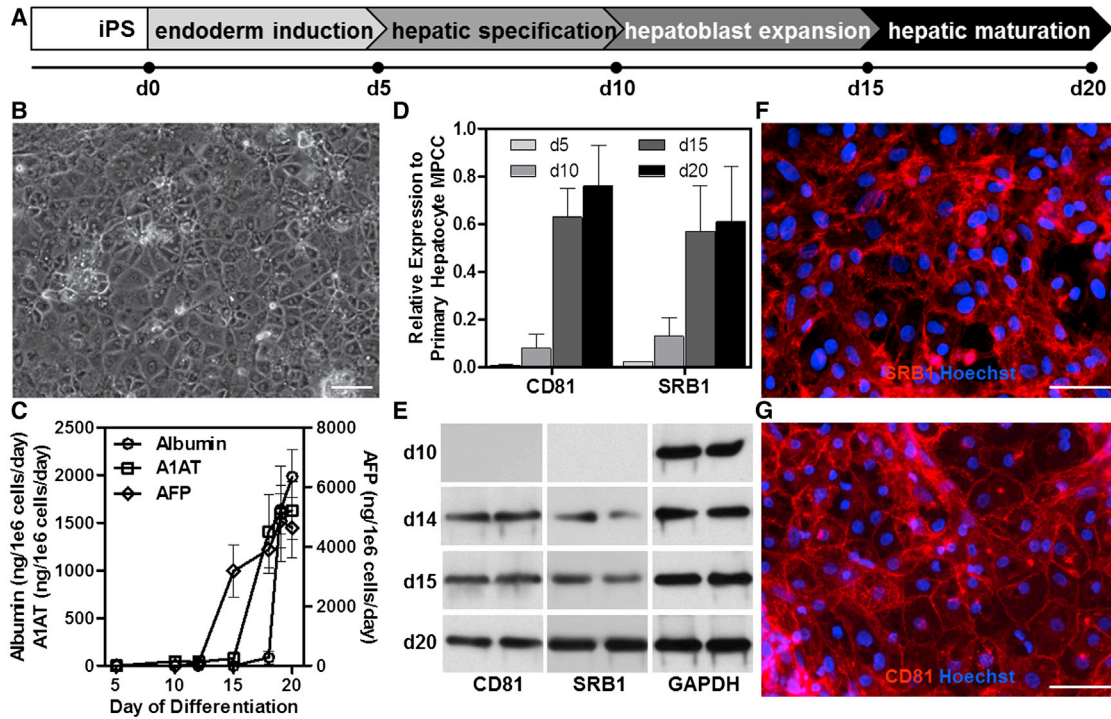 A
iPS endoderm induction hepatic specification hepatoblast expansion hepatic maturation
d0 d5 d10 d15 d20
B
C
2500
2000
1500
1000
500
0
Albumin (ng/1e6 cells/day)
A1AT (ng/1e6 cells/day)
Albumin
A1AT
AFP
8000
6000
4000
2000
0
AFP (ng/1e6 cells/day)
5 10 15 20
Day of Differentiation
D
1.0
0.8
0.6
0.4
0.2
0.0
Relative Expression to
Primary Hepatocyte MPCC
d5 d15
d10 d20
CD81 SRB1
E
d10
d14
d15
d20
CD81 SRB1 GAPDH
F
SRB1 Hoechst
G
CD81 Hoechst